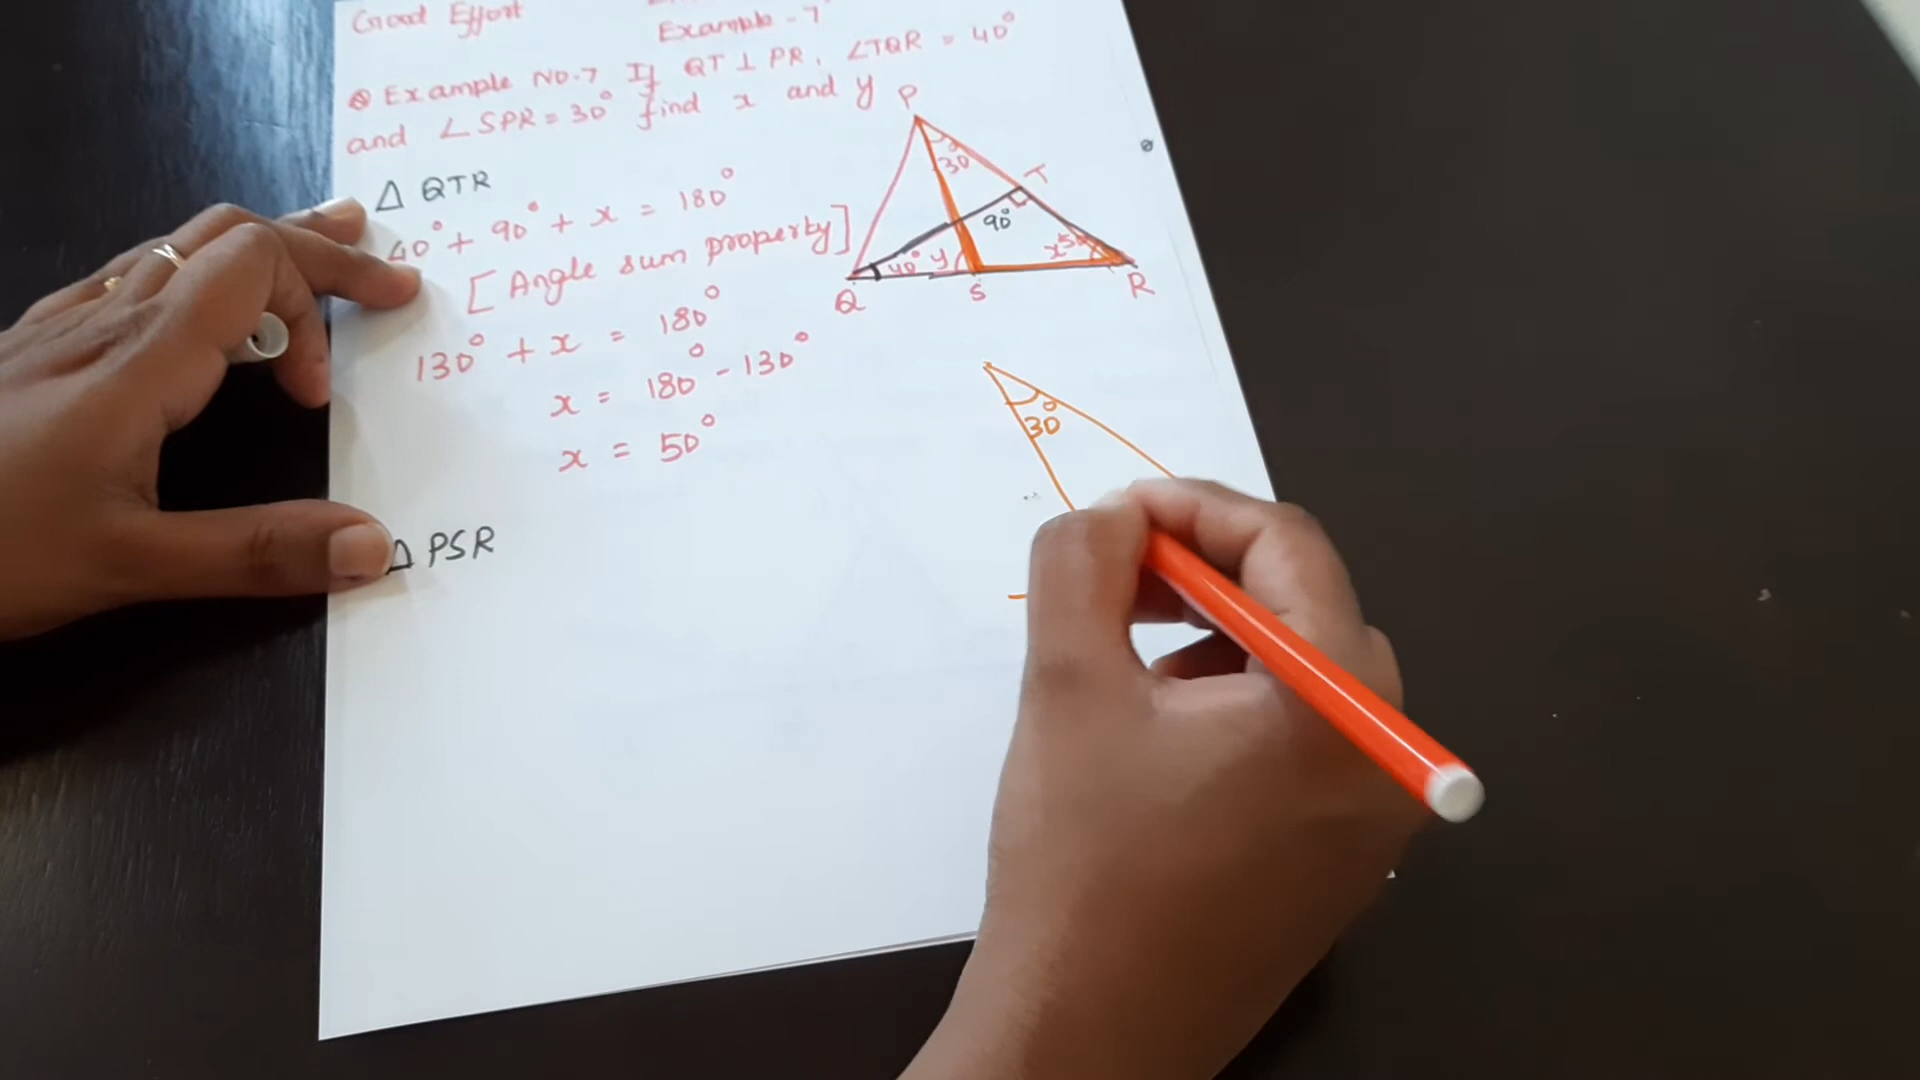 Good Effort
Example - 7
Q Example No.7 If QT ⊥ PR, ∠TQR = 40°
and ∠SPR = 30° find x and y
Δ QTR
40° + 90° + x = 180°
[Angle sum property]
130° + x = 180°
x = 180° - 130°
x = 50°
Δ PSR
P
30°
T
90°
40° y
x
Q
S
R
30°